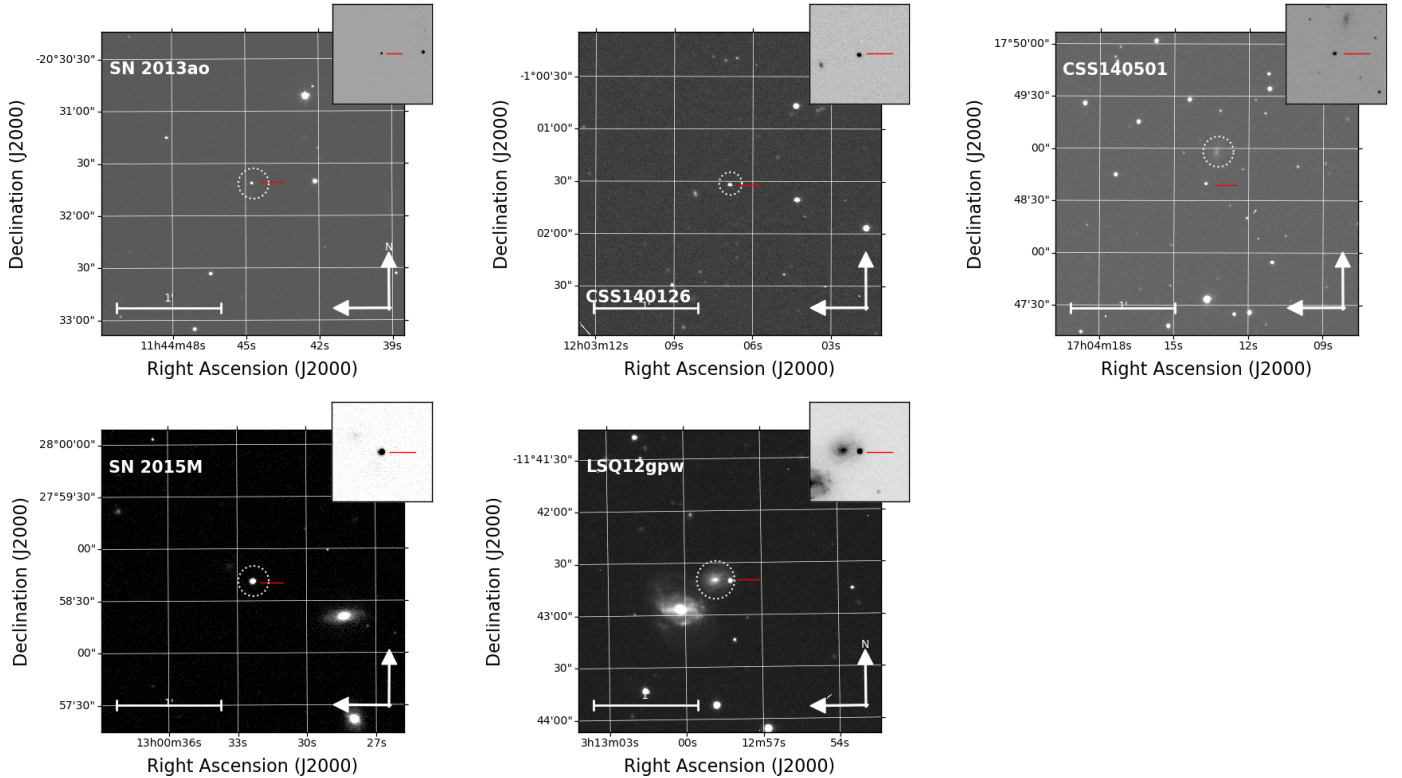 SN 2013ao
-20°30'30"
31'00"
30"
32'00"
30"
33'00"
N
1'
11h44m48s 45s 42s 39s
Right Ascension (J2000)
Declination (J2000)
CSS140126
-1°00'30"
01'00"
30"
02'00"
30"
12h03m12s 09s 06s 03s
Right Ascension (J2000)
Declination (J2000)
CSS140501
17°50'00"
49'30"
00"
48'30"
00"
47'30"
1'
17h04m18s 15s 12s 09s
Right Ascension (J2000)
Declination (J2000)
SN 2015M
28°00'00"
27°59'30"
00"
58'30"
00"
57'30"
1'
13h00m36s 33s 30s 27s
Right Ascension (J2000)
Declination (J2000)
LSQ12gpw
-11°41'30"
42'00"
30"
43'00"
30"
44'00"
N
3h13m03s 00s 12m57s 54s
Right Ascension (J2000)
Declination (J2000)